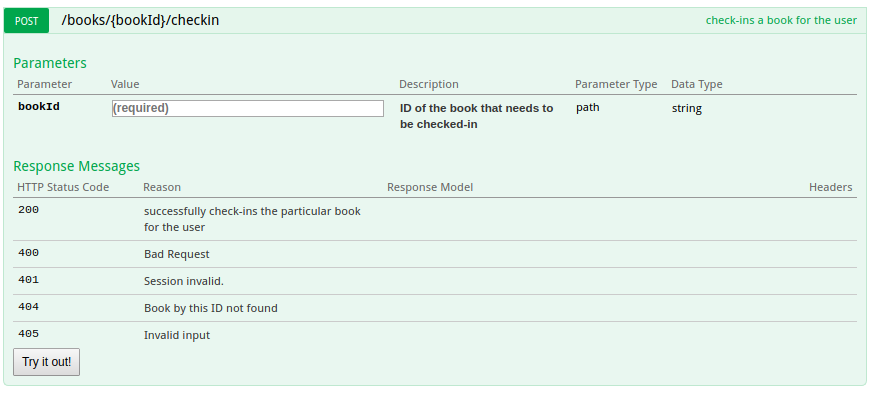 POST /books/{bookId}/checkin check-ins a book for the user
Parameters
Parameter Value Description Parameter Type Data Type
bookId (required) ID of the book that needs to path string
be checked-in
Response Messages
HTTP Status Code Reason Response Model Headers
200 successfully check-ins the particular book
for the user
400 Bad Request
401 Session invalid.
404 Book by this ID not found
405 Invalid input
Try it out!